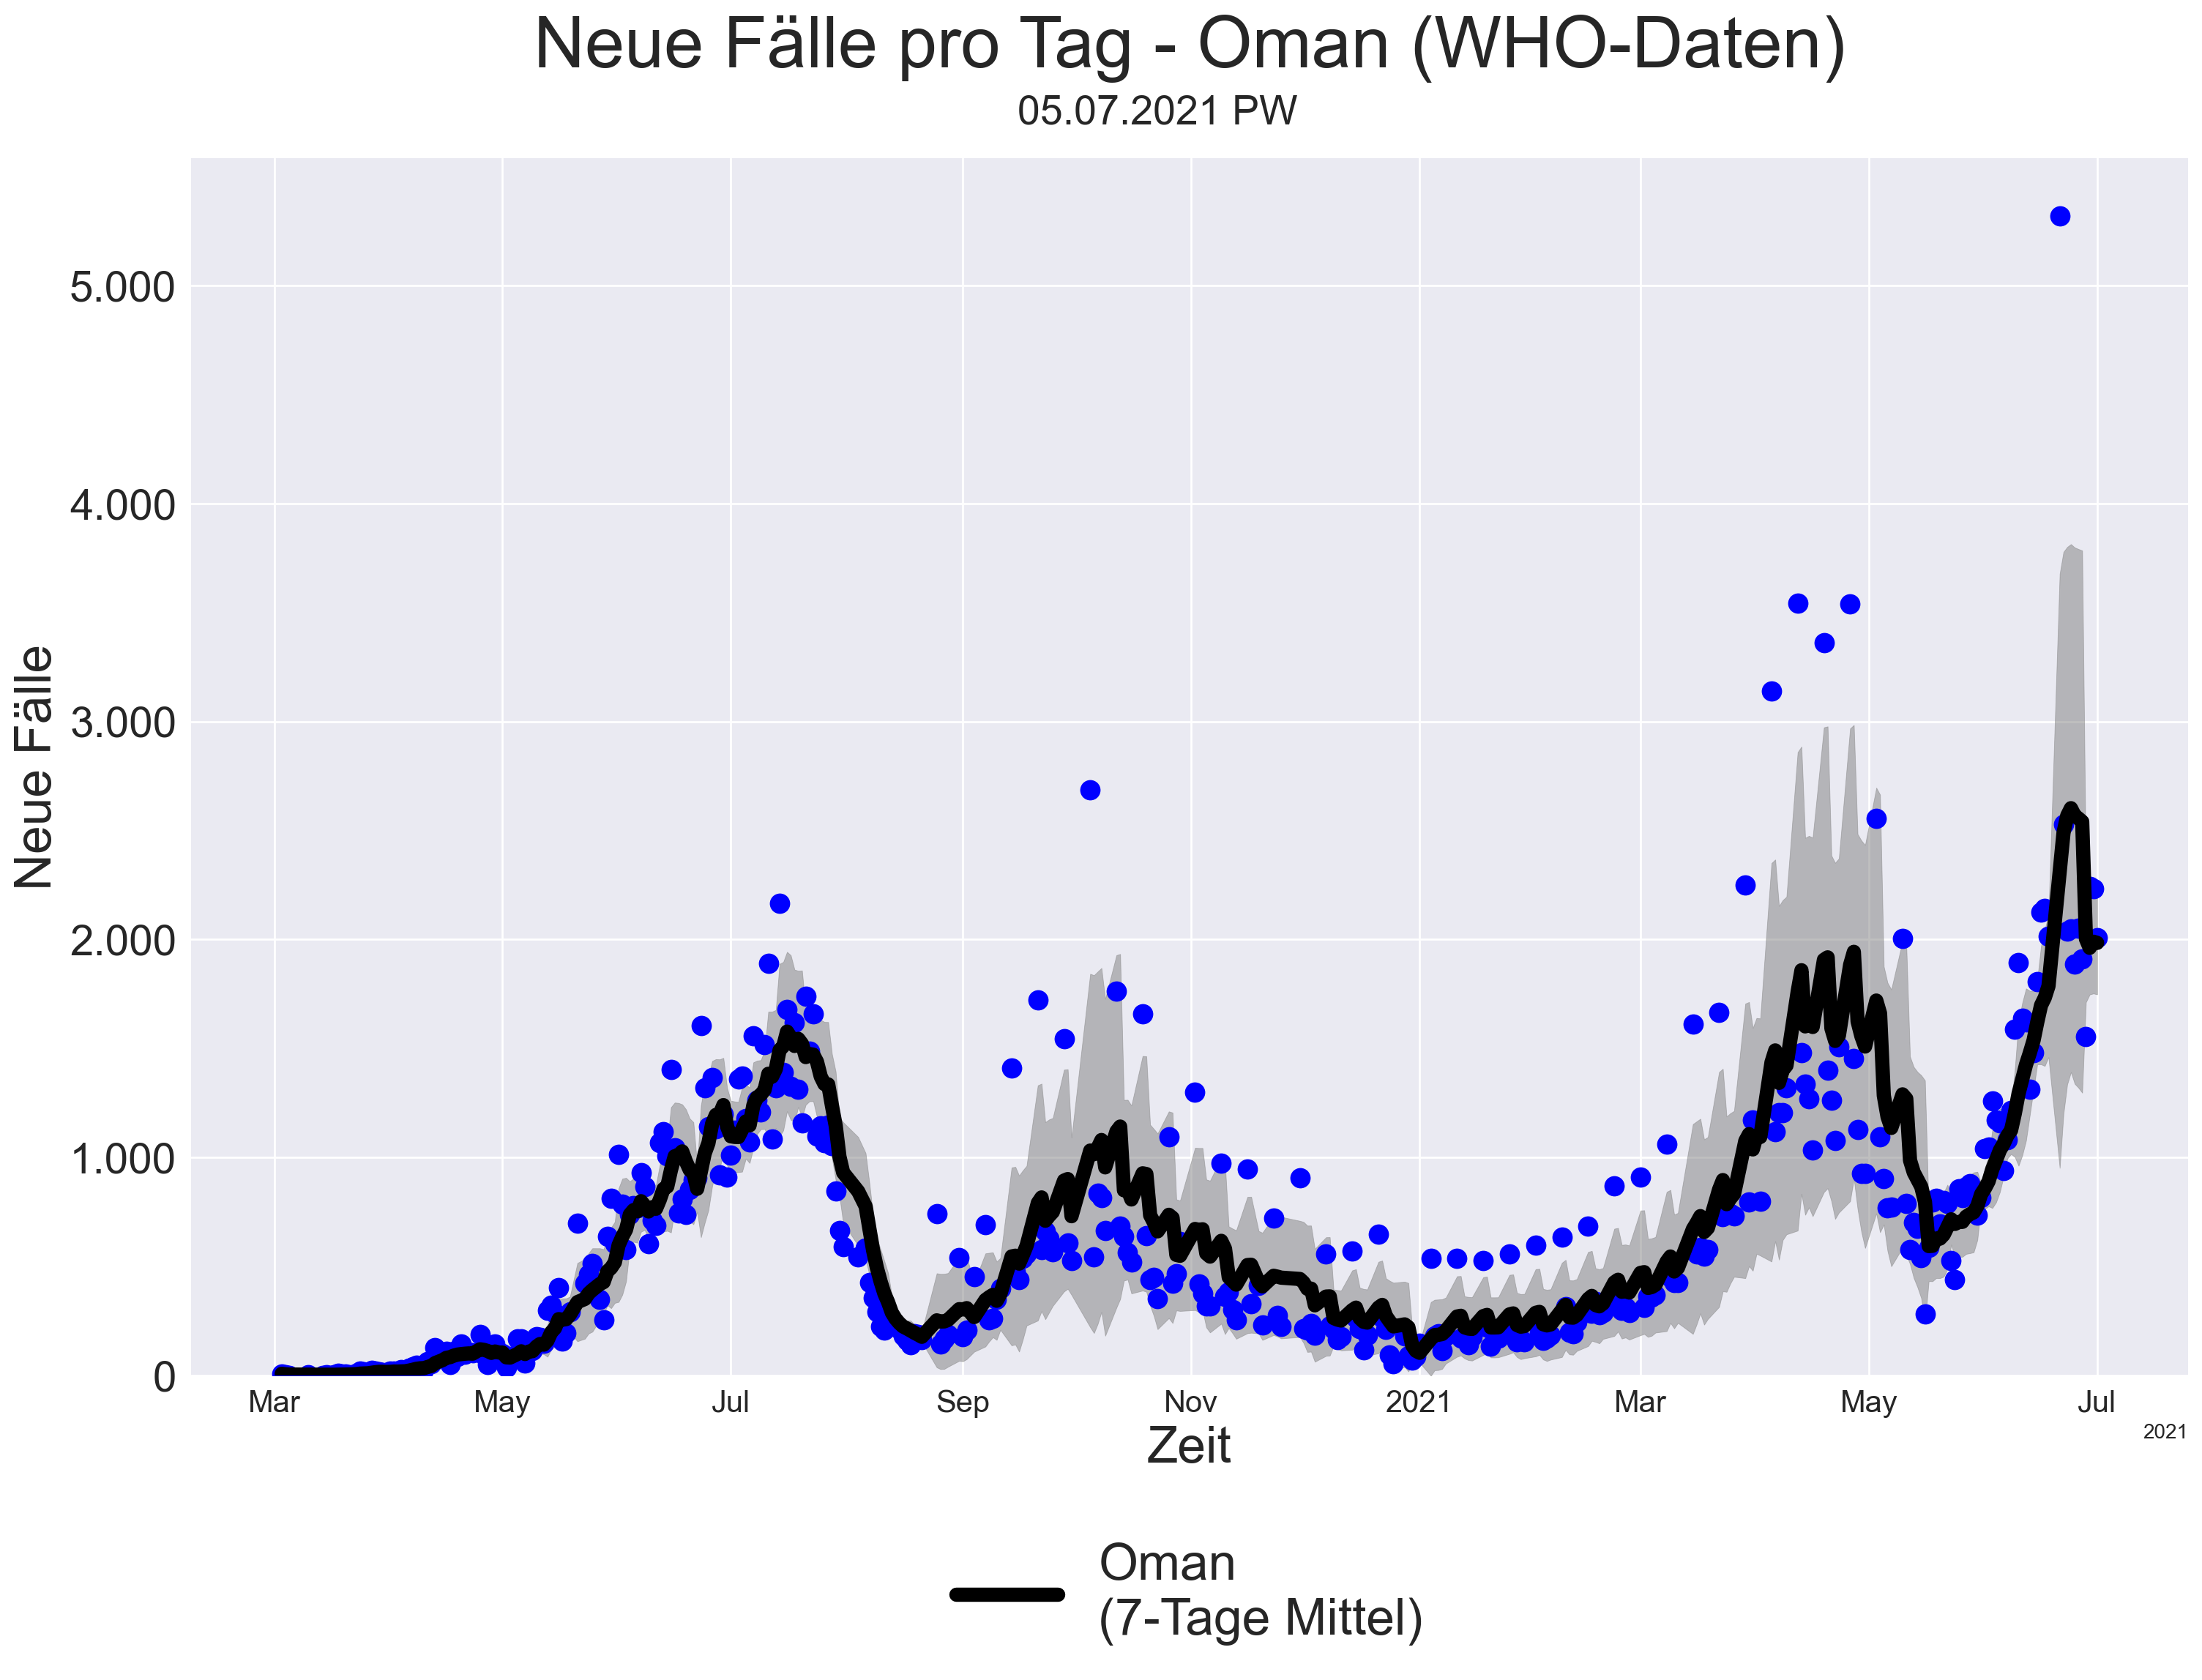 Neue Fälle pro Tag - Oman (WHO-Daten)
05.07.2021 PW
Neue Fälle
5.000
4.000
3.000
2.000
1.000
0
Mar May Jul Sep Nov 2021 Mar May Jul
2021
Zeit
Oman
(7-Tage Mittel)